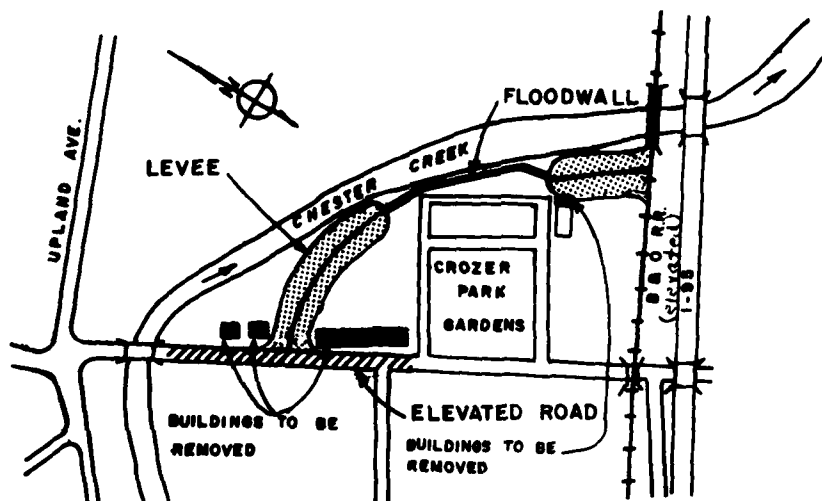 N
FLOODWALL
LEVEE
CHESTER CREEK
UPLAND AVE.
B&O R.R.
(elevated)
I-95
CROZER
PARK
GARDENS
ELEVATED ROAD
BUILDINGS TO BE
REMOVED
BUILDINGS TO BE
REMOVED